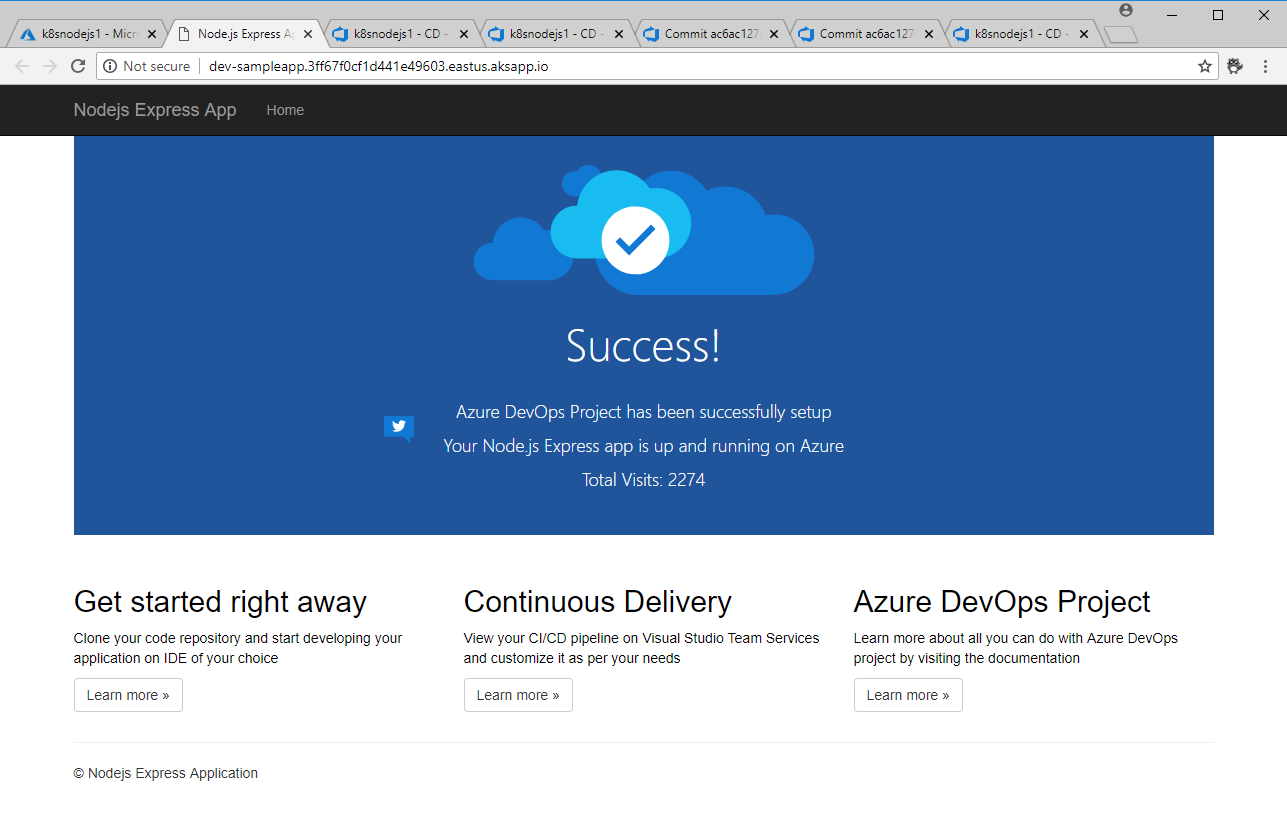 k8snodejs1 - Micr
Node.js Express Ap
k8snodejs1 - CD -
k8snodejs1 - CD -
Commit ac6ac127
Commit ac6ac127
k8snodejs1 - CD -
Not secure
dev-sampleapp.3ff67f0cf1d441e49603.eastus.aksapp.io
Nodejs Express App
Home
Success!
Azure DevOps Project has been successfully setup
Your Node.js Express app is up and running on Azure
Total Visits: 2274
Get started right away
Clone your code repository and start developing your
application on IDE of your choice
Learn more »
Continuous Delivery
View your CI/CD pipeline on Visual Studio Team Services
and customize it as per your needs
Learn more »
Azure DevOps Project
Learn more about all you can do with Azure DevOps
project by visiting the documentation
Learn more »
© Nodejs Express Application